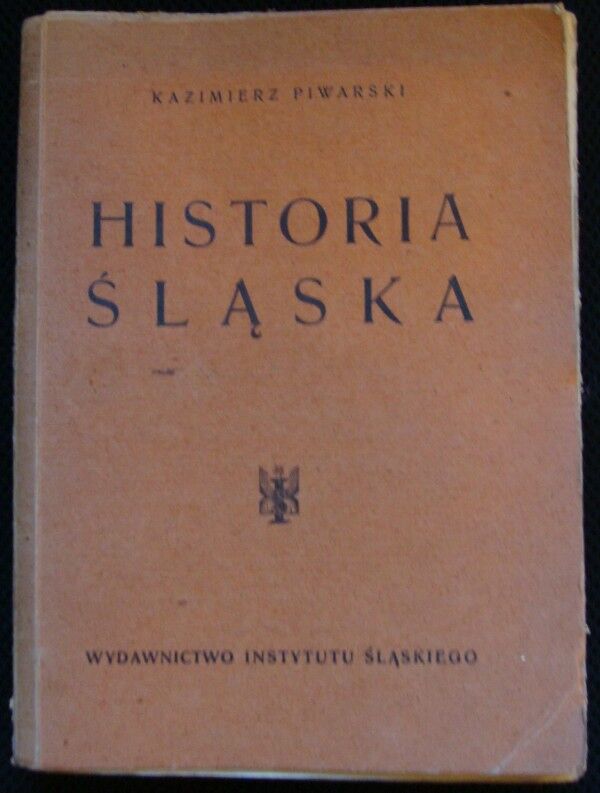 KAZIMIERZ PIWARSKI
HISTORIA
ŚLĄSKA
WYDAWNICTWO INSTYTUTU ŚLĄSKIEGO